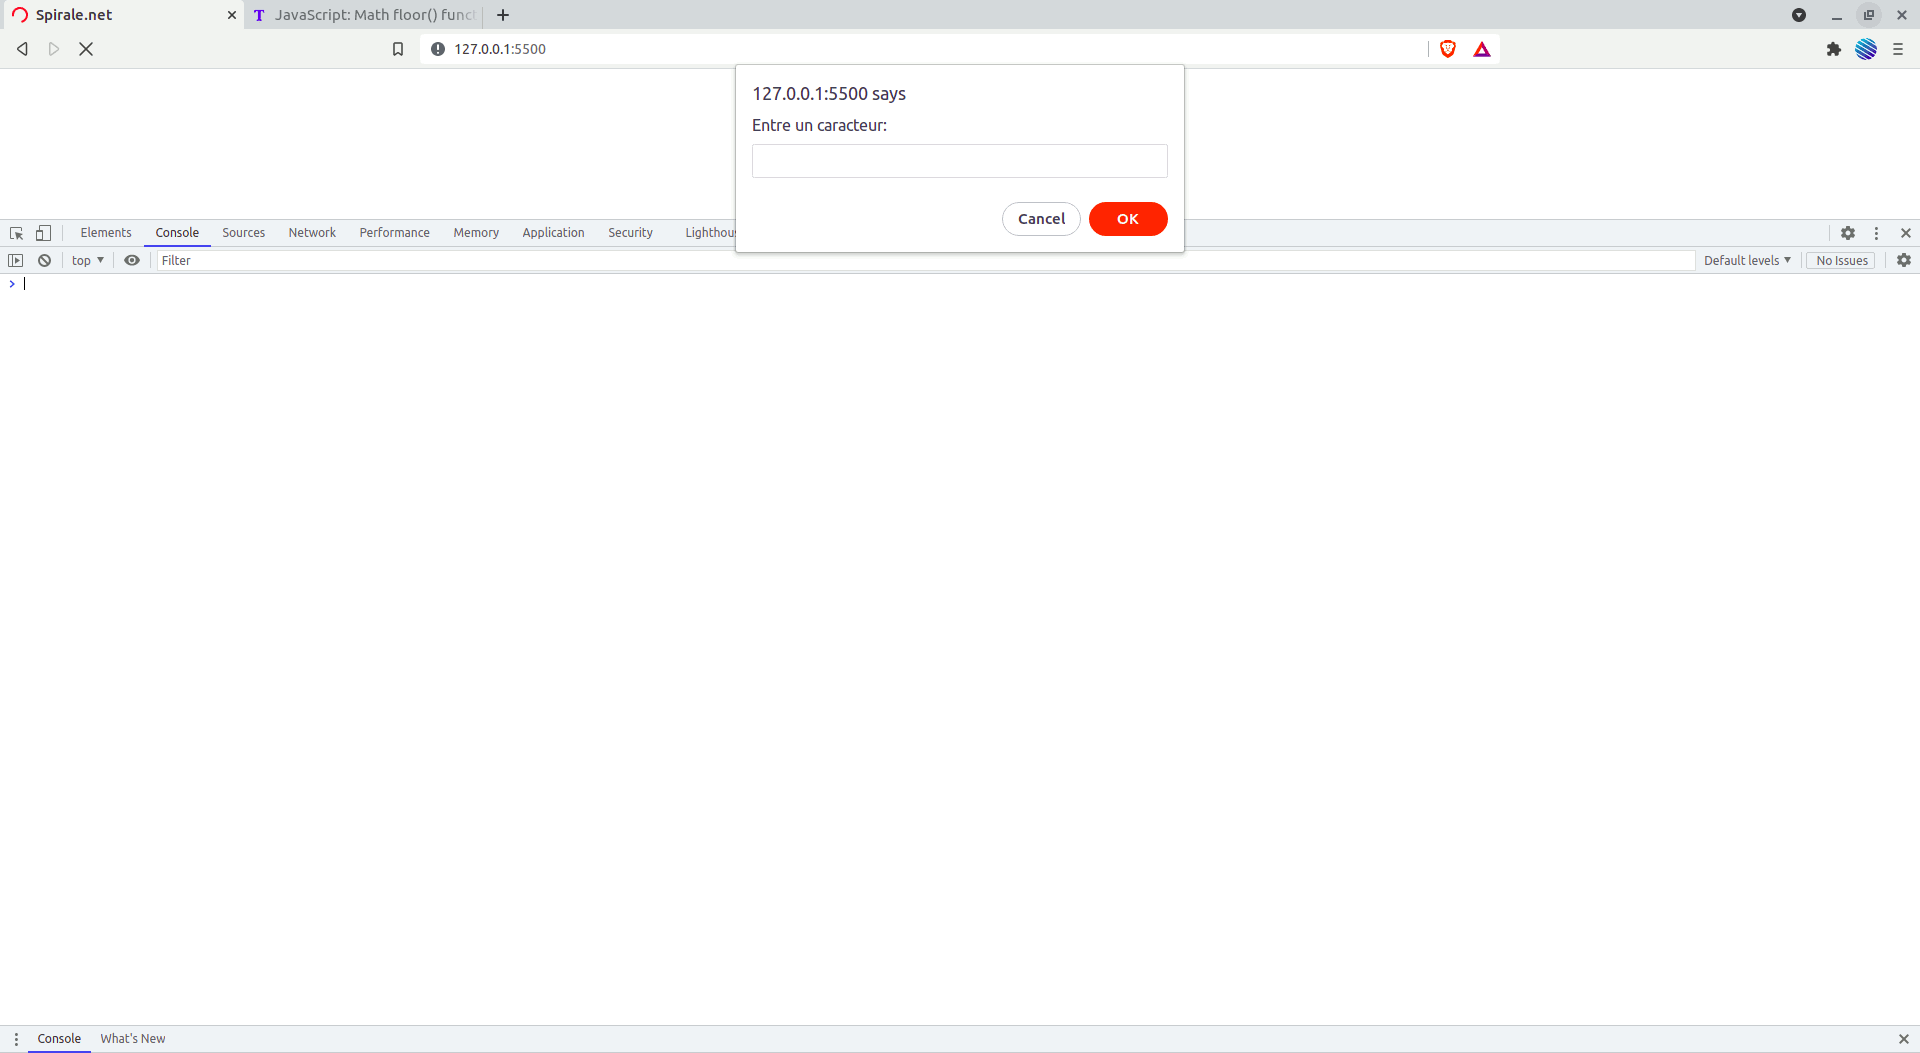 Spirale.net
T JavaScript: Math floor() funct
127.0.0.1:5500
127.0.0.1:5500 says
Entre un caracteur:
Cancel OK
Elements Console Sources Network Performance Memory Application Security Lighthous
top Filter Default levels No Issues
Console What's New